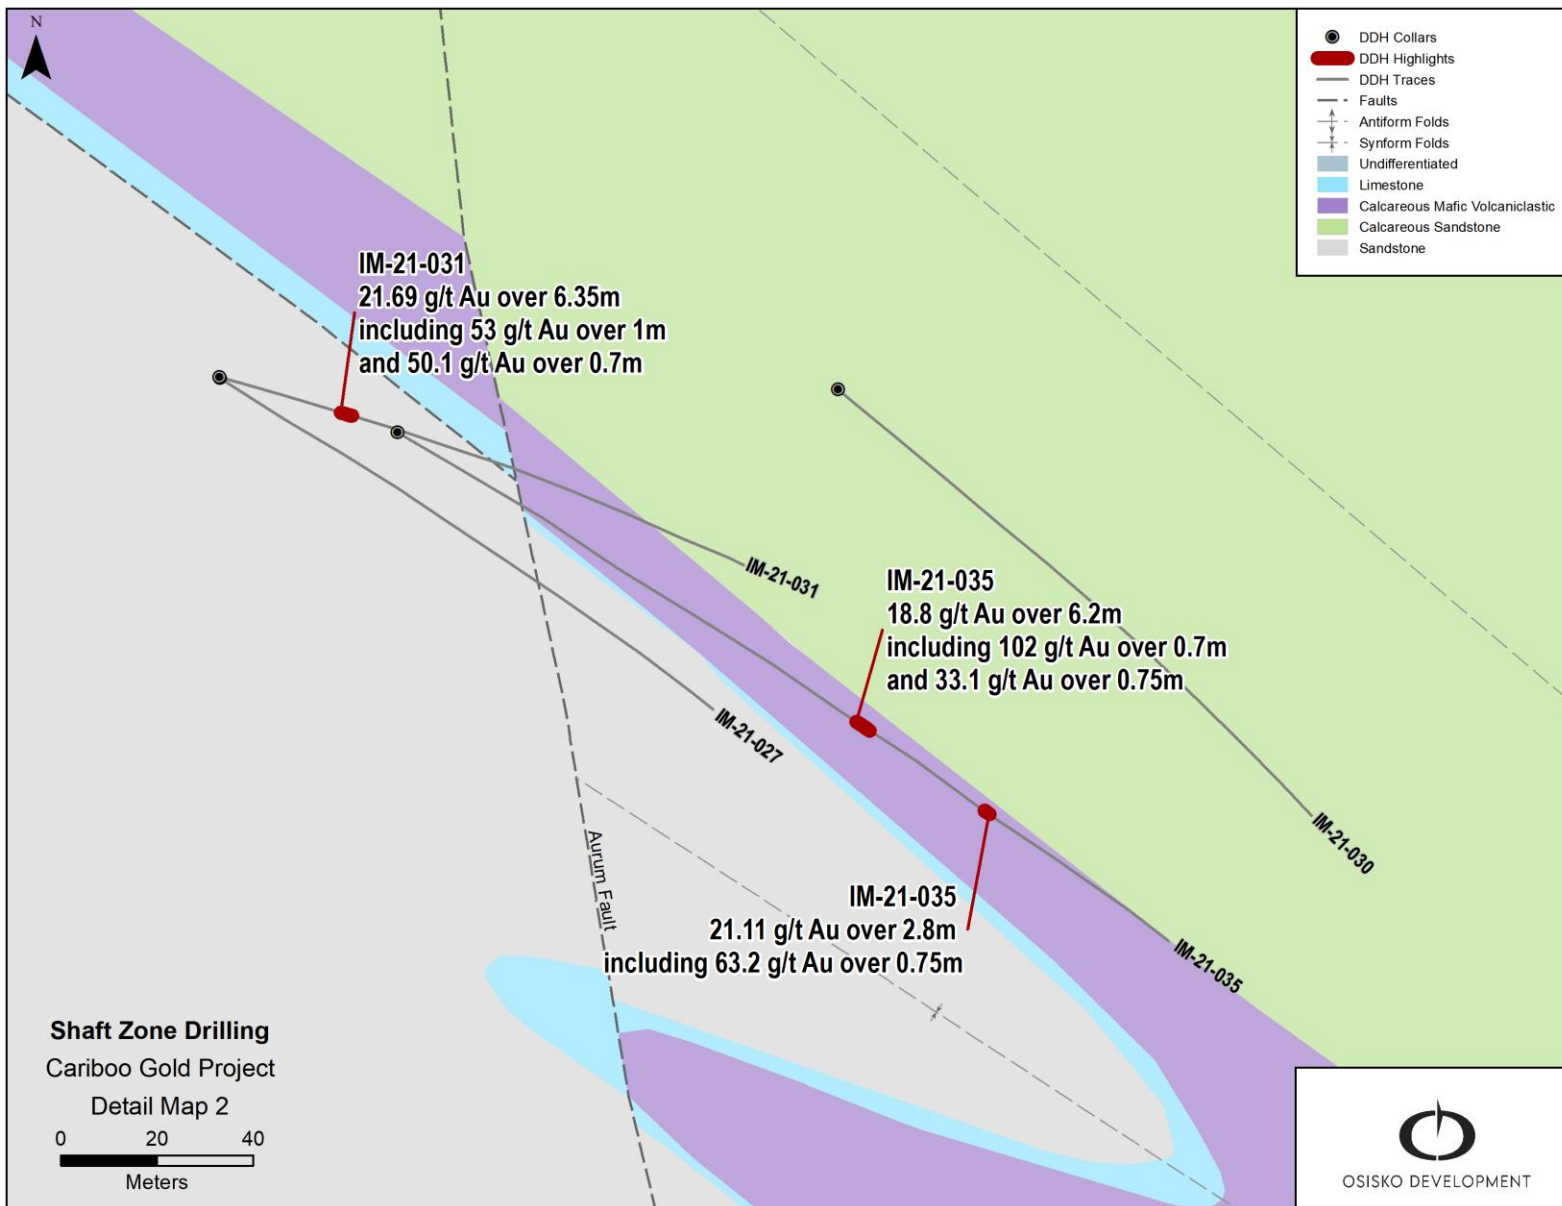 N
DDH Collars
DDH Highlights
DDH Traces
Faults
Antiform Folds
Synform Folds
Undifferentiated
Limestone
Calcareous Mafic Volcaniclastic
Calcareous Sandstone
Sandstone
IM-21-031
21.69 g/t Au over 6.35m
including 53 g/t Au over 1m
and 50.1 g/t Au over 0.7m
IM-21-031
IM-21-035
18.8 g/t Au over 6.2m
including 102 g/t Au over 0.7m
and 33.1 g/t Au over 0.75m
IM-21-027
IM-21-030
Aurum Fault
IM-21-035
21.11 g/t Au over 2.8m
including 63.2 g/t Au over 0.75m
IM-21-035
Shaft Zone Drilling
Cariboo Gold Project
Detail Map 2
0 20 40
Meters
OSISKO DEVELOPMENT